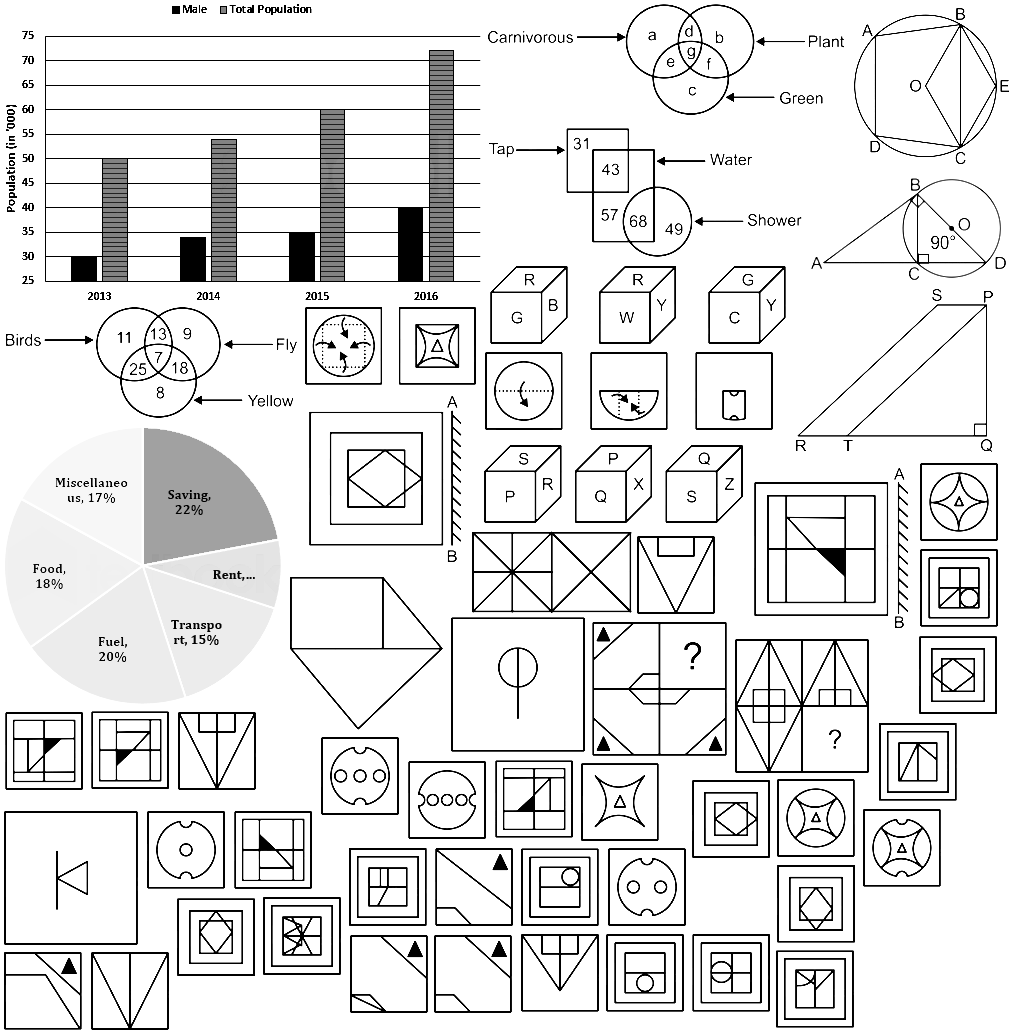 Male Total Population
75
70
65
60
55
50
45
40
35
30
25
Population (in '000)
2013 2014 2015 2016
Carnivorous
a d b
g
e f
c
Plant
Green
Tap
31
43
57 68 49
Water
Shower
A B
O E
D C
B
O
90°
A C D
R
G B
R
W Y
G
C Y
S P
R T Q
Birds
11 13 9
7
25 18
8
Fly
Yellow
A
B
S
P R
P
Q X
Q
S Z
A
B
Miscellaneo
us, 17%
Saving,
22%
Rent,...
Transpo
rt, 15%
Fuel,
20%
Food,
18%
?
?